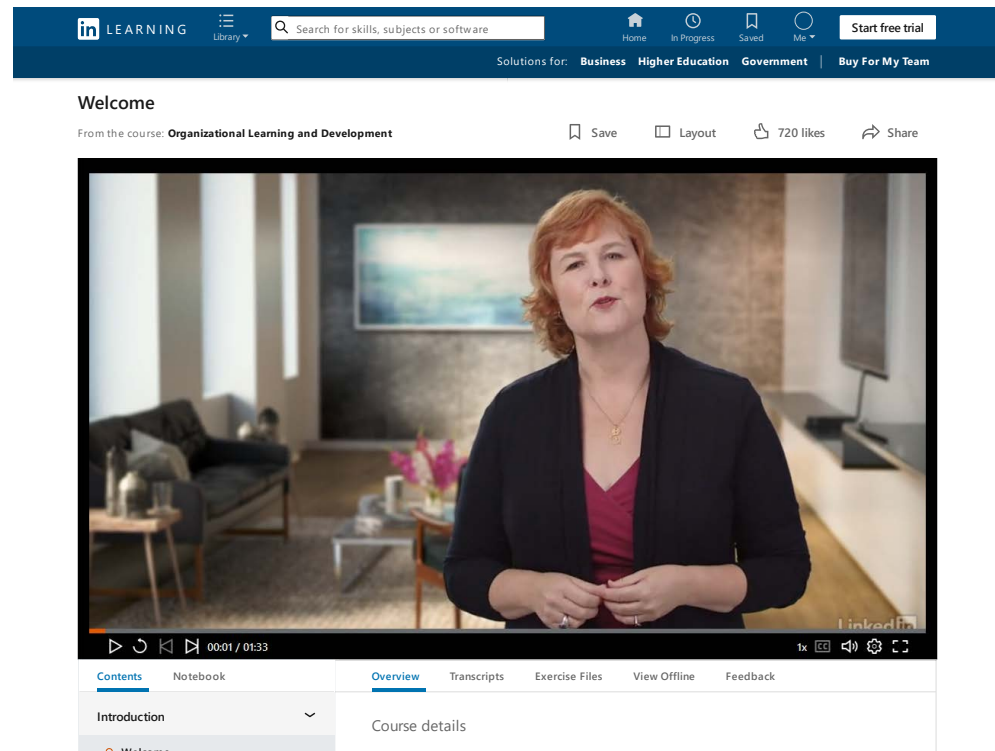 in LEARNING
Library
Search for skills, subjects or software
Home
In Progress
Saved
Me
Start free trial
Solutions for: Business Higher Education Government | Buy For My Team
Welcome
From the course: Organizational Learning and Development
Save
Layout
720 likes
Share
Linked in
00:01 / 01:33
1x
CC
Contents
Notebook
Overview
Transcripts
Exercise Files
View Offline
Feedback
Introduction
Course details
Welcome